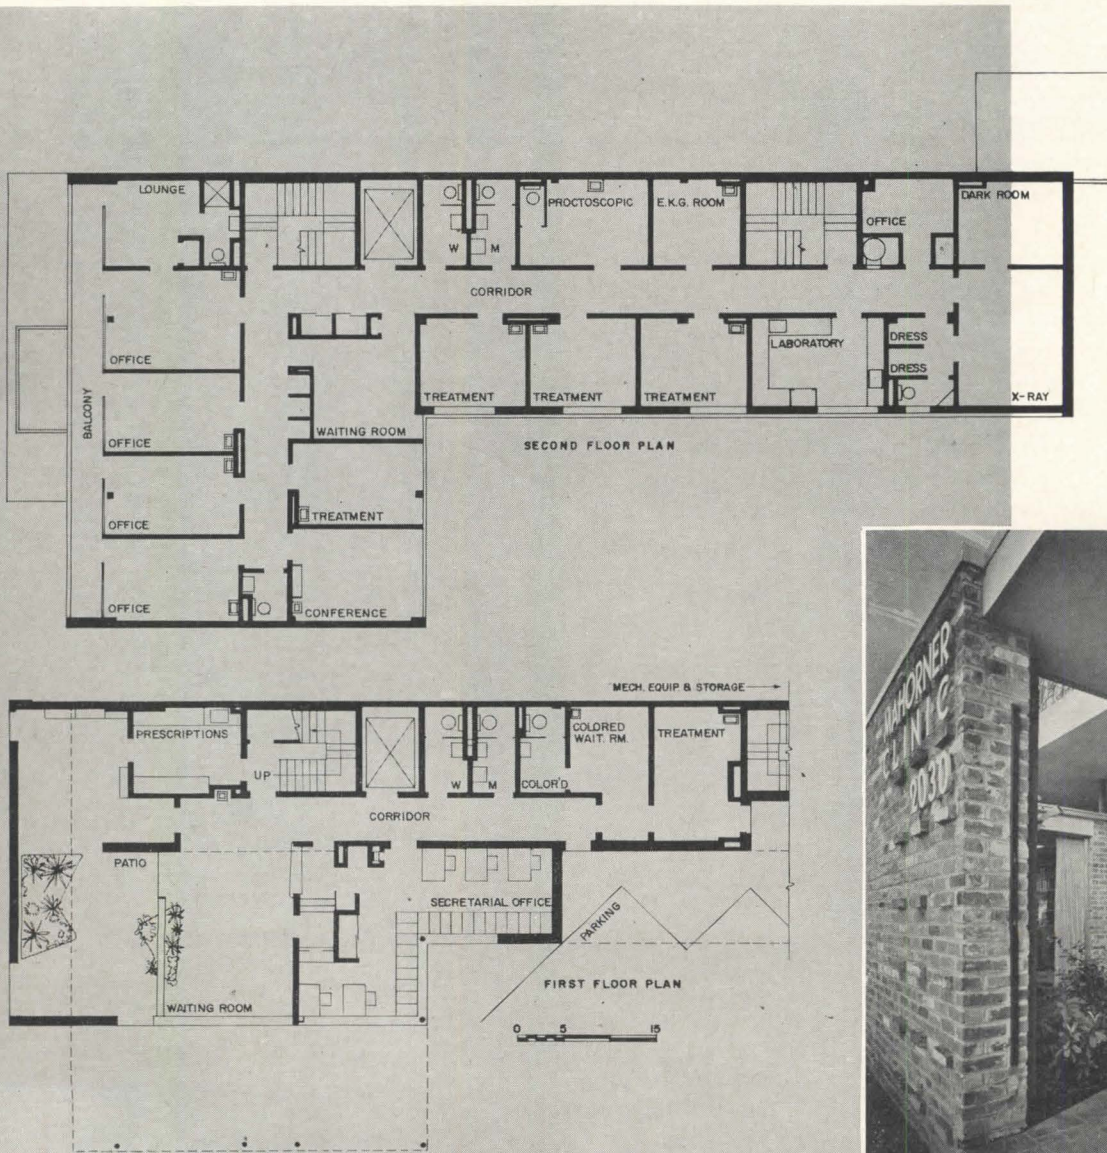 LOUNGE
W
M
PROCTOSCOPIC
E.K.G. ROOM
OFFICE
DARK ROOM
CORRIDOR
OFFICE
BALCONY
OFFICE
OFFICE
OFFICE
WAITING ROOM
TREATMENT
CONFERENCE
TREATMENT
TREATMENT
TREATMENT
LABORATORY
DRESS
DRESS
X-RAY
SECOND FLOOR PLAN
MECH. EQUIP & STORAGE
PRESCRIPTIONS
UP
W
M
COLOR'D
COLORED
WAIT. RM.
TREATMENT
CORRIDOR
PATIO
SECRETARIAL OFFICE
PARKING
WAITING ROOM
FIRST FLOOR PLAN
0 5 15
MAHORNER
CLINIC
2030